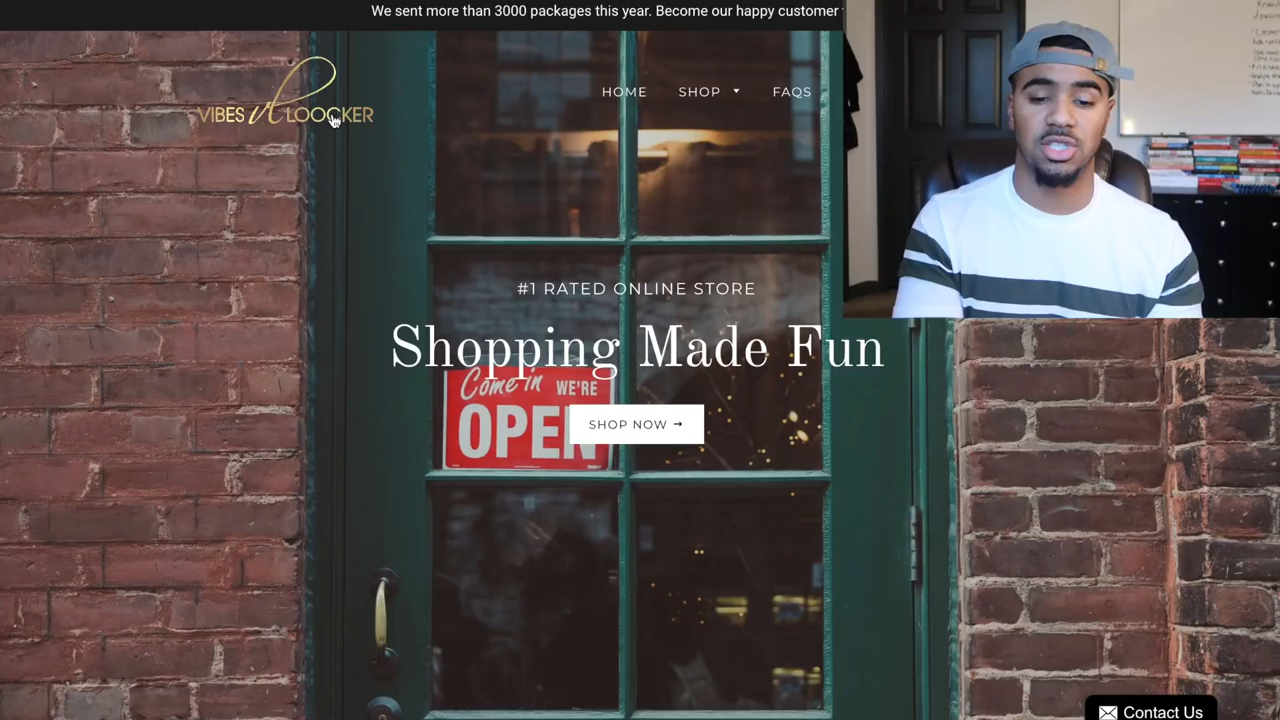 We sent more than 3000 packages this year. Become our happy customer
VIBES vl LOOCKER
HOME SHOP FAQS
#1 RATED ONLINE STORE
Shopping Made Fun
Come in WE'RE
OPEN
SHOP NOW →
Contact Us